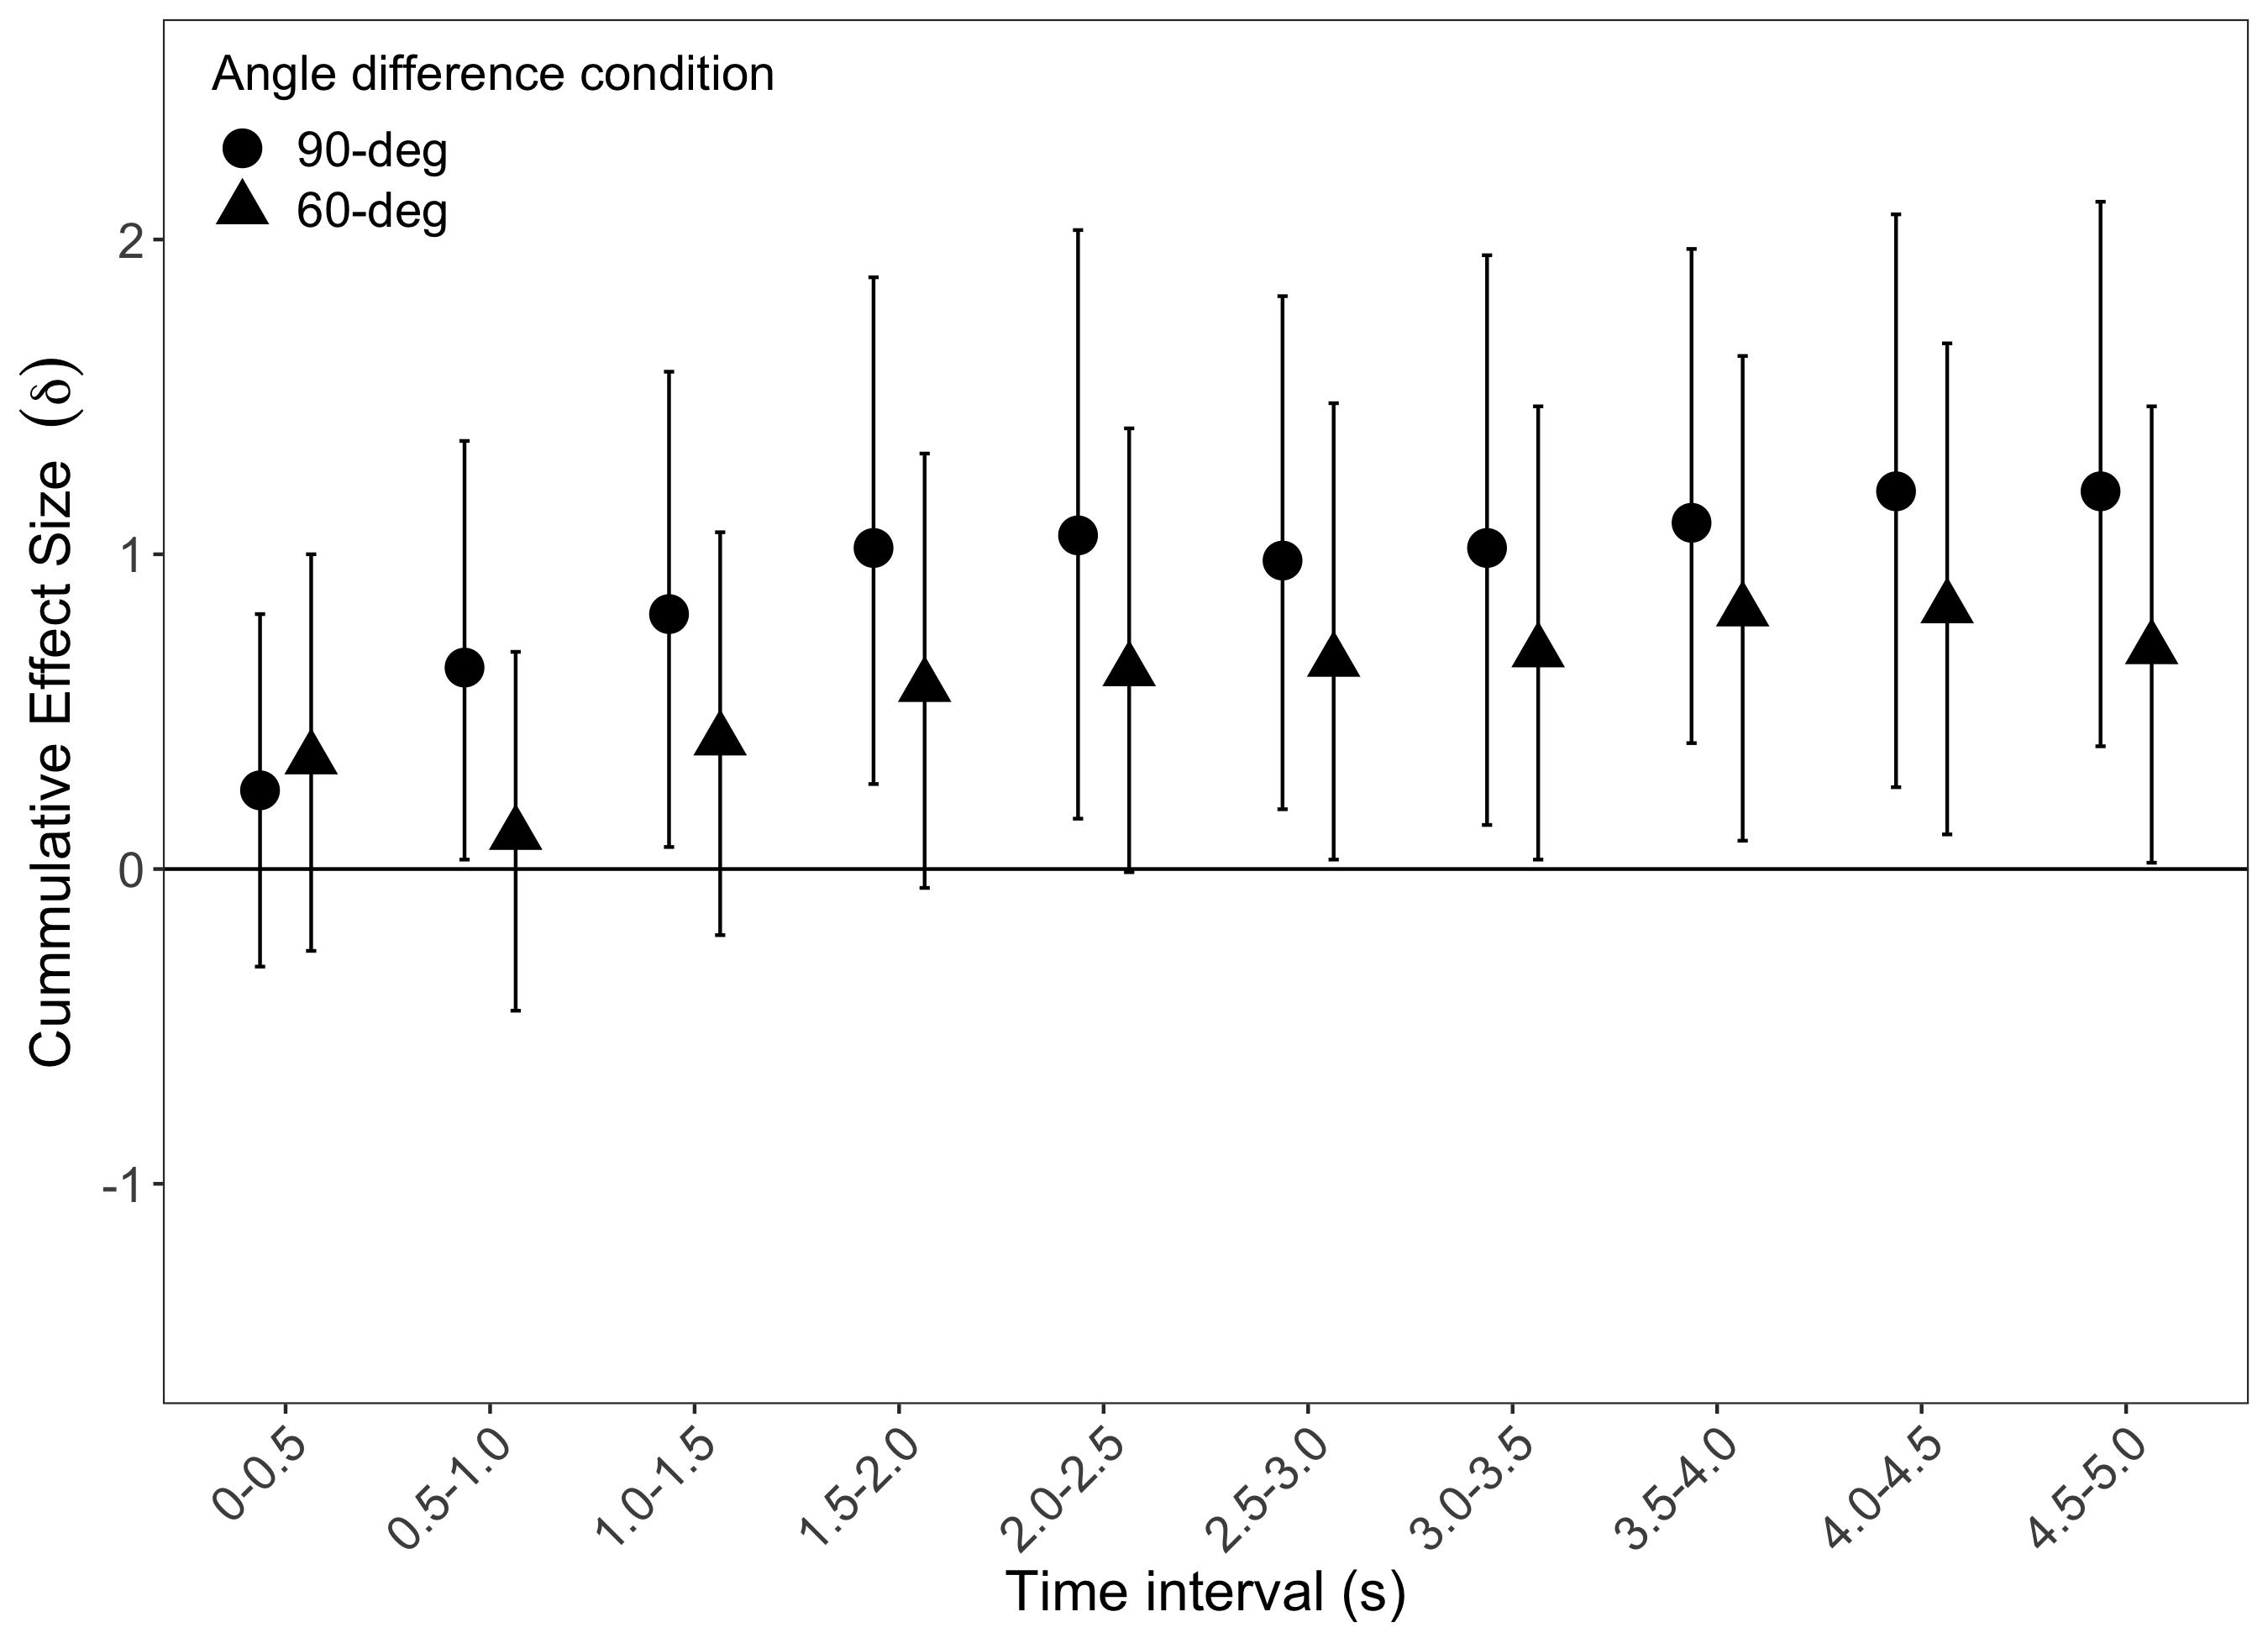 Angle difference condition
90-deg
60-deg
Cummulative Effect Size (δ)
2
1
0
-1
0-0.5
0.5-1.0
1.0-1.5
1.5-2.0
2.0-2.5
2.5-3.0
3.0-3.5
3.5-4.0
4.0-4.5
4.5-5.0
Time interval (s)